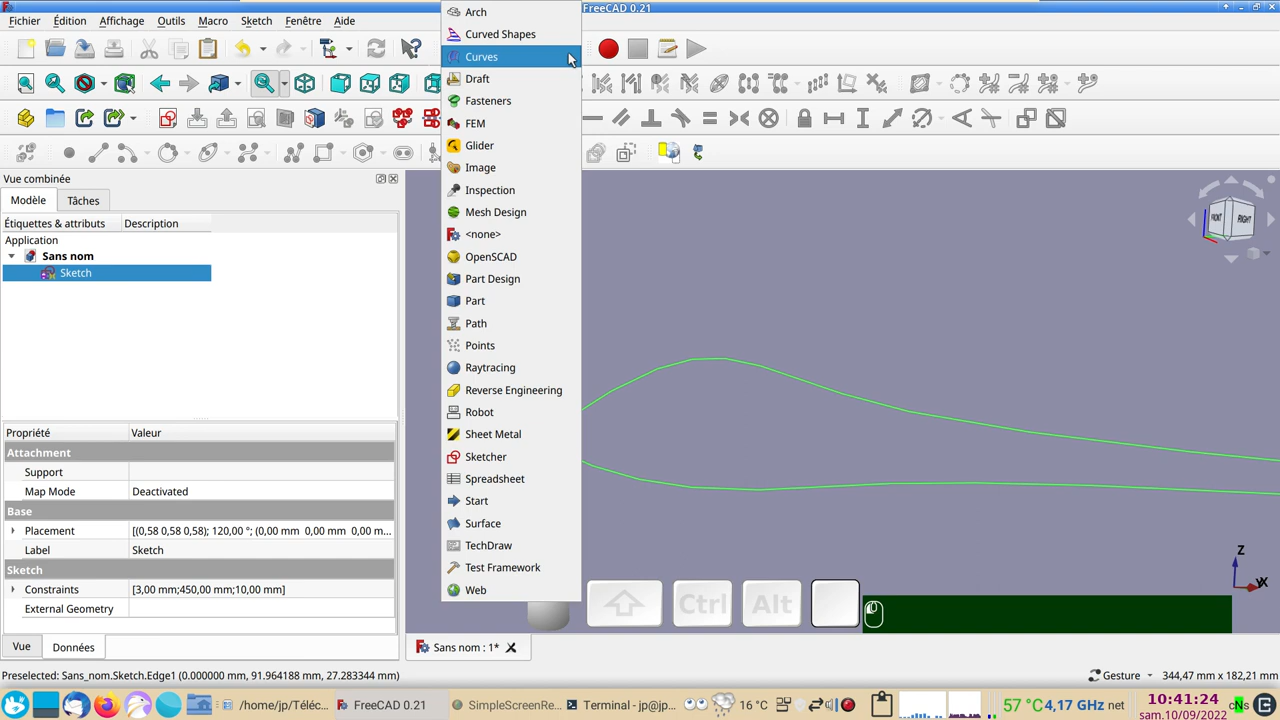 FreeCAD 0.21
Fichier Édition Affichage Outils Macro Sketch Fenêtre Aide
Arch
Curved Shapes
Curves
Draft
Fasteners
FEM
Glider
Image
Inspection
Mesh Design
<none>
OpenSCAD
Part Design
Part
Path
Points
Raytracing
Reverse Engineering
Robot
Sheet Metal
Sketcher
Spreadsheet
Start
Surface
TechDraw
Test Framework
Web
Vue combinée
Modèle Tâches
Étiquettes & attributs Description
Application
Sans nom
Sketch
Propriété Valeur
Attachment
Support
Map Mode Deactivated
Base
Placement [(0,58 0,58 0,58); 120,00 °; (0,00 mm 0,00 mm 0,00 m...
Label Sketch
Sketch
Constraints [3,00 mm;450,00 mm;10,00 mm]
External Geometry
Vue Données
FRONT RIGHT
Z
X
Ctrl Alt
Sans nom : 1*
Preselected: Sans_nom.Sketch.Edge1 (0.000000 mm, 91.964188 mm, 27.283344 mm)
Gesture 344,47 mm x 182,21 mm
/home/jp/Téléc... FreeCAD 0.21 SimpleScreenRe... Terminal - jp@jp... 16 °C 57 °C 4,17 GHz net
10:41:24
sam.10/09/2022